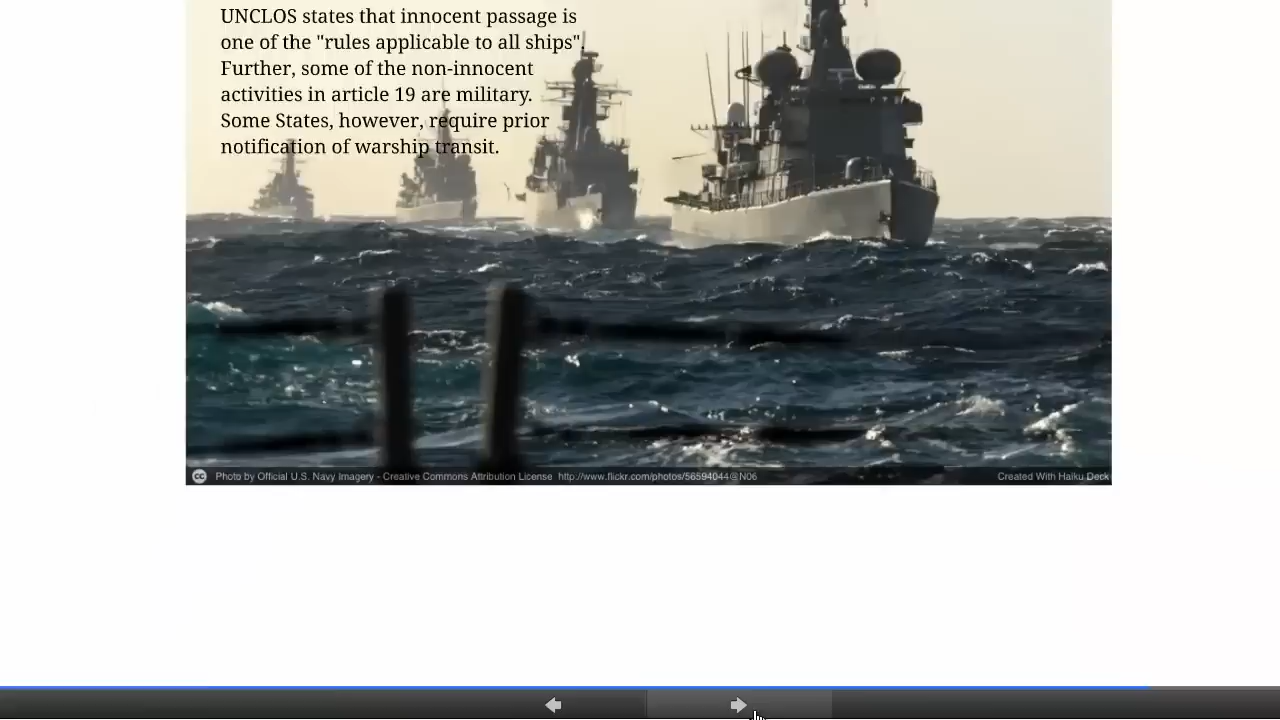 UNCLOS states that innocent passage is
one of the "rules applicable to all ships".
Further, some of the non-innocent
activities in article 19 are military.
Some States, however, require prior
notification of warship transit.
cc Photo by Official U.S. Navy Imagery - Creative Commons Attribution License http://www.flickr.com/photos/56594044@N06 Created With Haiku Deck